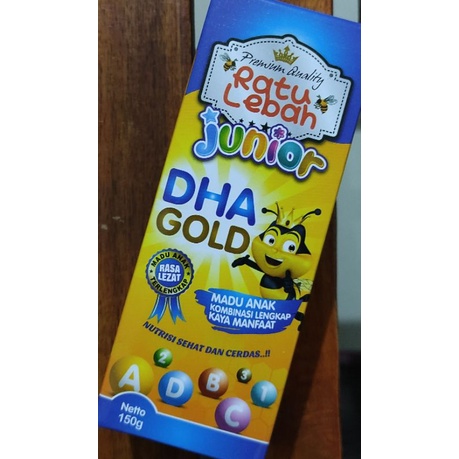 Premium Quality
Ratu
Lebah
junior
DHA
GOLD
MADU ANAK
TERLENGKAP
RASA
LEZAT
MADU ANAK
KOMBINASI LENGKAP
KAYA MANFAAT
NUTRISI SEHAT DAN CERDAS..!!
A
2
D
B
3
C
1
Netto
150g